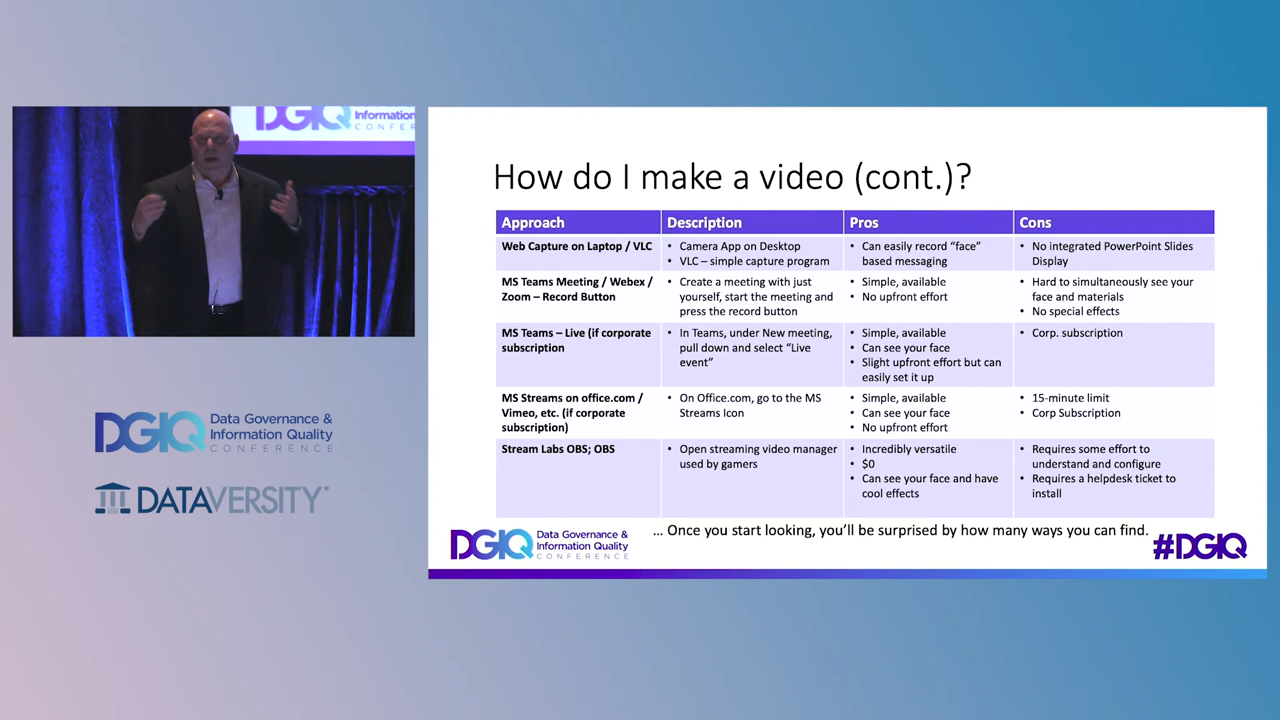 DGIQ
Information
CONFER
How do I make a video (cont.)?
Approach
Description
Pros
Cons
Web Capture on Laptop / VLC
• Camera App on Desktop
• VLC – simple capture program
• Can easily record “face”
based messaging
• No integrated PowerPoint Slides
Display
MS Teams Meeting / Webex /
Zoom – Record Button
• Create a meeting with just
yourself, start the meeting and
press the record button
• Simple, available
• No upfront effort
• Hard to simultaneously see your
face and materials
• No special effects
MS Teams – Live (if corporate
subscription
• In Teams, under New meeting,
pull down and select “Live
event”
• Simple, available
• Can see your face
• Slight upfront effort but can
easily set it up
• Corp. subscription
MS Streams on office.com /
Vimeo, etc. (if corporate
subscription)
• On Office.com, go to the MS
Streams Icon
• Simple, available
• Can see your face
• No upfront effort
• 15-minute limit
• Corp Subscription
Stream Labs OBS; OBS
• Open streaming video manager
used by gamers
• Incredibly versatile
• $0
• Can see your face and have
cool effects
• Requires some effort to
understand and configure
• Requires a helpdesk ticket to
install
... Once you start looking, you’ll be surprised by how many ways you can find.
DGIQ Data Governance &
Information Quality
CONFERENCE
#DGIQ
DGIQ Data Governance &
Information Quality
CONFERENCE
DATAVERSITY